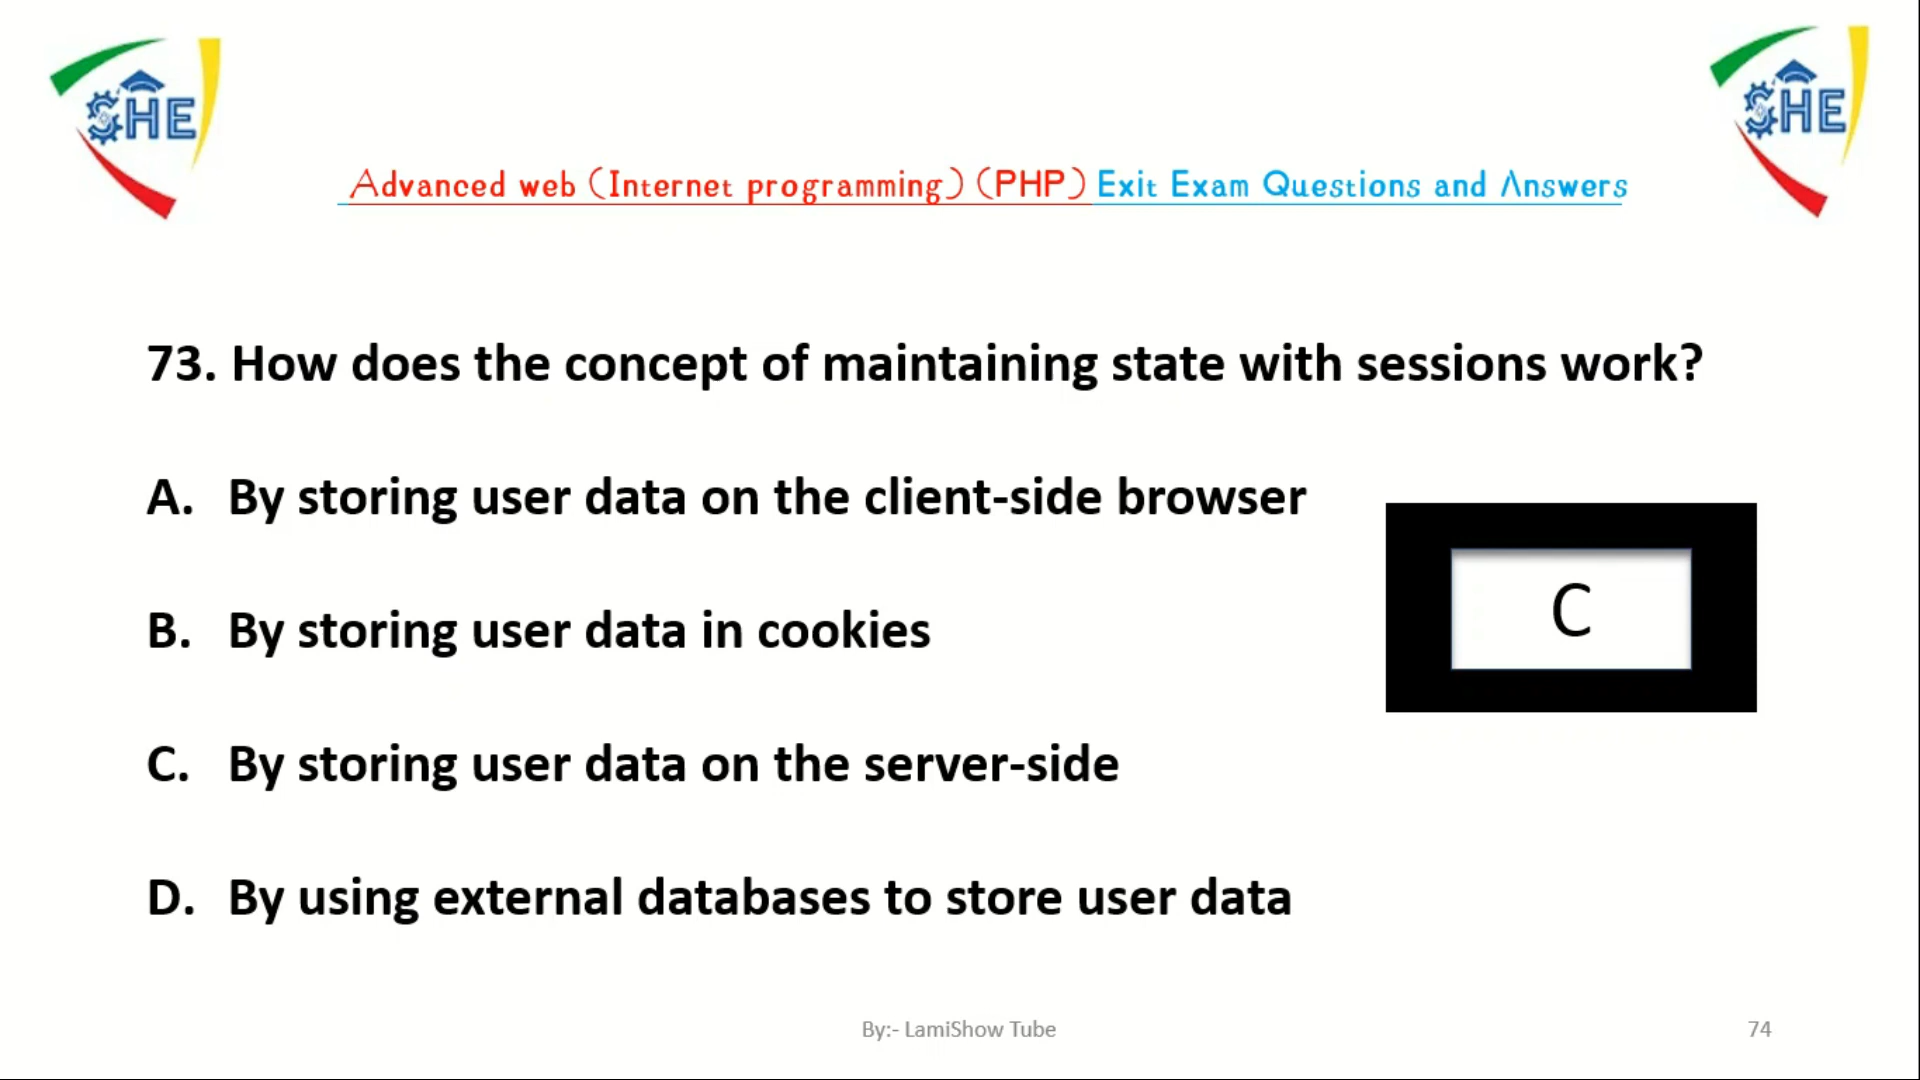 SHE
SHE
Advanced web (Internet programming) (PHP) Exit Exam Questions and Answers
73. How does the concept of maintaining state with sessions work?
A. By storing user data on the client-side browser
B. By storing user data in cookies
C
C. By storing user data on the server-side
D. By using external databases to store user data
By:- LamiShow Tube
74